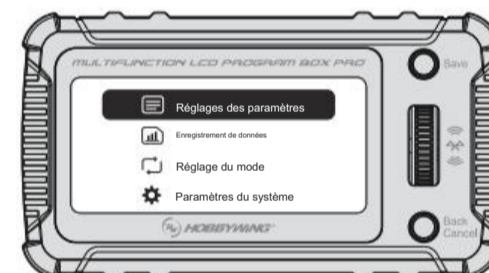 MULTIFUNCTION LCD PROGRAM BOX PRO
Save
Réglages des paramètres
Enregistrement de données
Réglage du mode
Paramètres du système
Back
Cancel
HOBBYWING